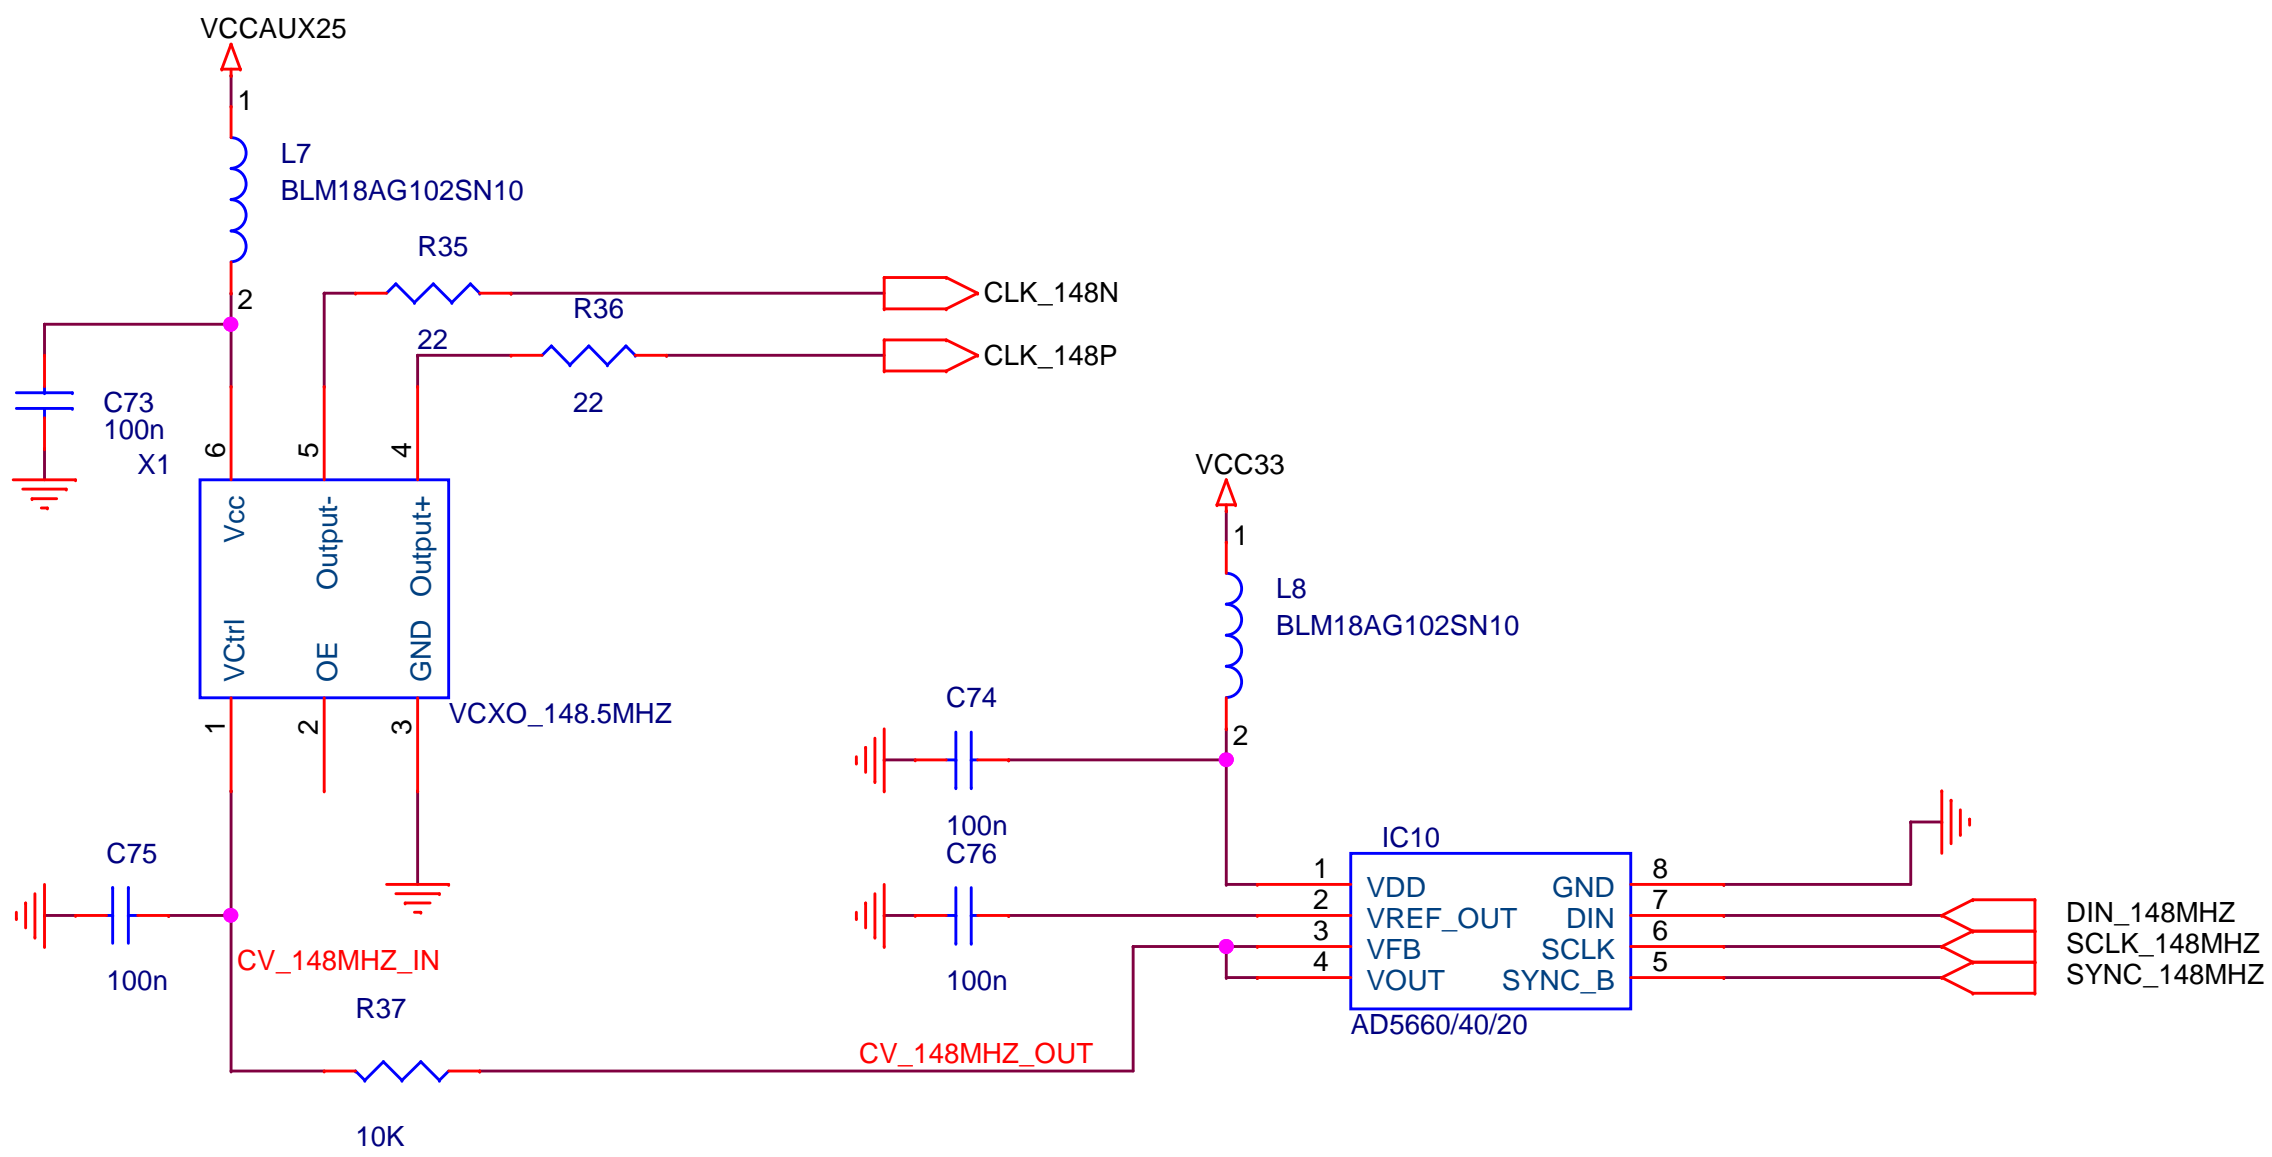 VCCAUX25
1
L7
BLM18AG102SN10
R35
2
CLK_148N
R36
22
CLK_148P
C73
100n
22
X1
6
5
4
Vcc
Output-
Output+
VCtrl
OE
GND
VCXO_148.5MHZ
1
2
3
VCC33
1
L8
BLM18AG102SN10
C74
2
100n
C75
100n
CV_148MHZ_IN
R37
10K
C76
100n
CV_148MHZ_OUT
IC10
1
VDD
GND
8
2
VREF_OUT
DIN
7
DIN_148MHZ
3
VFB
SCLK
6
SCLK_148MHZ
4
VOUT
SYNC_B
5
SYNC_148MHZ
AD5660/40/20